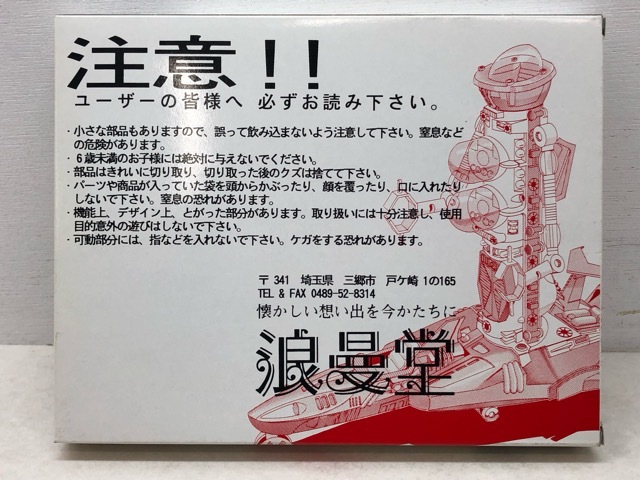 注意!!
ユーザーの皆様へ 必ずお読み下さい。
・小さな部品もありますので、誤って飲み込まないよう注意して下さい。窒息など
の危険があります。
・6歳未満のお子様には絶対に与えないでください。
・部品はきれいに切り取り、切り取った後のクズは捨てて下さい。
・パーツや商品が入っていた袋を頭からかぶったり、顔を覆ったり、口に入れたり
しないで下さい。窒息の恐れがあります。
・機能上、デザイン上、とがった部分があります。取り扱いには十分注意し、使用
目的意外の遊びはしないで下さい。
・可動部分には、指などを入れないで下さい。ケガをする恐れがあります。
〒341 埼玉県 三郷市 戸ケ崎 1の165
TEL & FAX 0489-52-8314
懐かしい想い出を今かたちに
浪曼堂